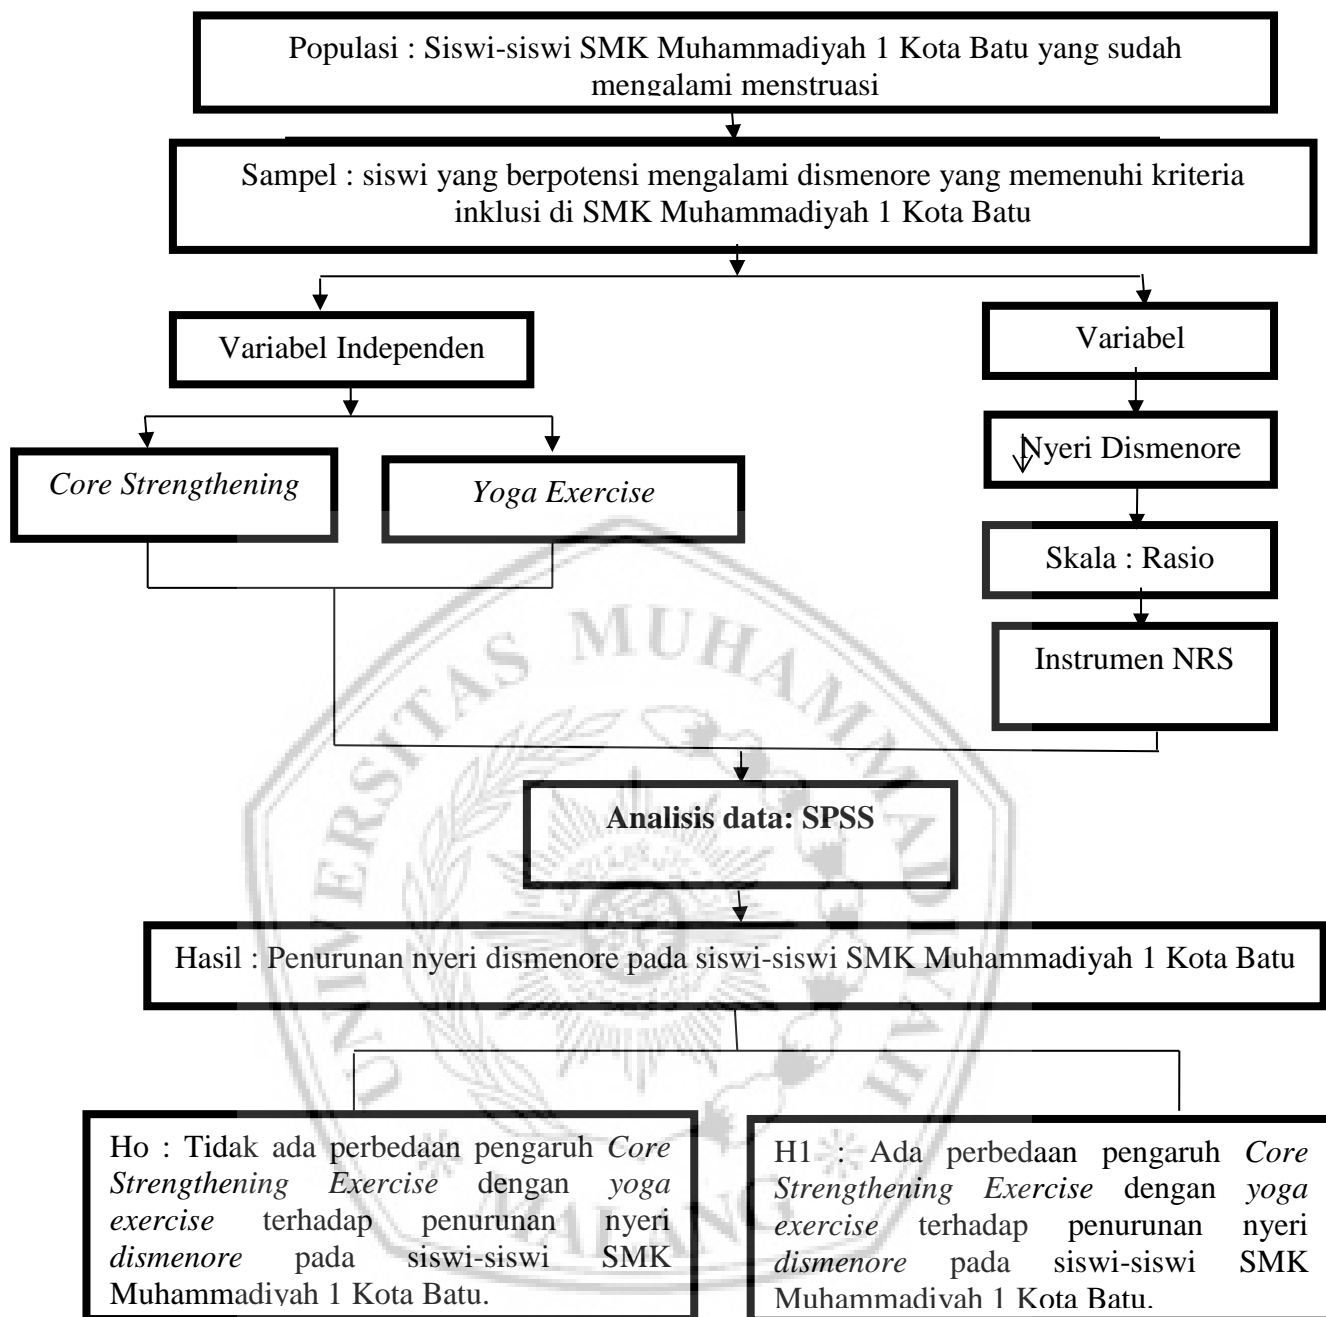 Populasi : Siswi-siswi SMK Muhammadiyah 1 Kota Batu yang sudah
mengalami menstruasi
Sampel : siswi yang berpotensi mengalami dismenore yang memenuhi kriteria
inklusi di SMK Muhammadiyah 1 Kota Batu
Variabel Independen
Variabel
Core Strengthening
Yoga Exercise
Nyeri Dismenore
Skala : Rasio
Instrumen NRS
Analisis data: SPSS
Hasil : Penurunan nyeri dismenore pada siswi-siswi SMK Muhammadiyah 1 Kota Batu
Ho : Tidak ada perbedaan pengaruh Core
Strengthening Exercise dengan yoga
exercise terhadap penurunan nyeri
dismenore pada siswi-siswi SMK
Muhammadiyah 1 Kota Batu.
H1 : Ada perbedaan pengaruh Core
Strengthening Exercise dengan yoga
exercise terhadap penurunan nyeri
dismenore pada siswi-siswi SMK
Muhammadiyah 1 Kota Batu.
UNIVERSITAS MUHAMMADIYAH
MALANG